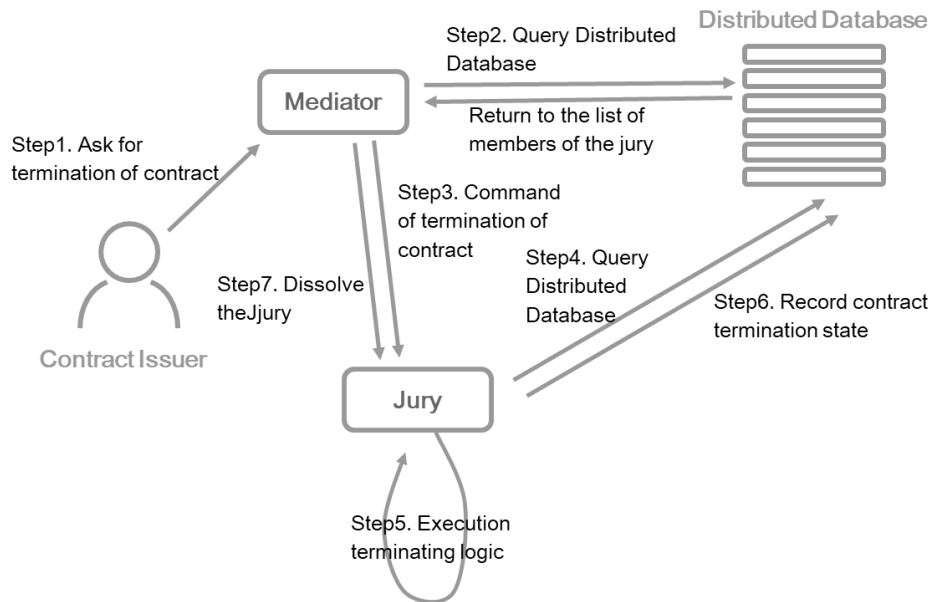 Distributed Database
Step2. Query Distributed
Database
Mediator
Return to the list of
members of the jury
Step1. Ask for
termination of contract
Step3. Command
of termination of
contract
Step4. Query
Distributed
Database
Step7. Dissolve
theJjury
Step6. Record contract
termination state
Contract Issuer
Jury
Step5. Execution
terminating logic